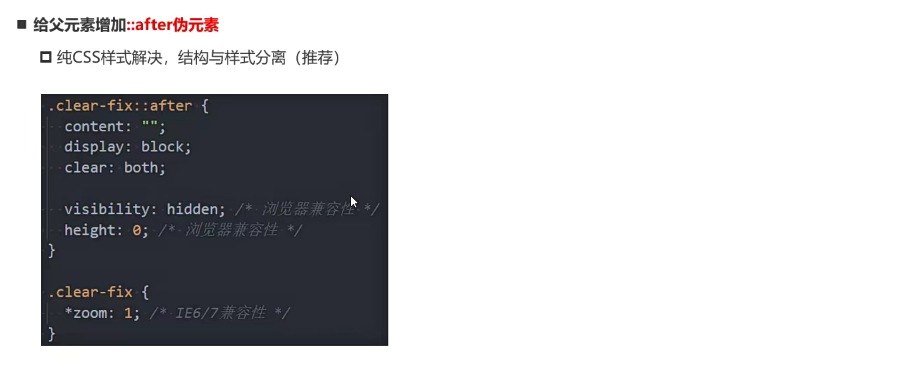 给父元素增加::after伪元素
纯CSS样式解决，结构与样式分离（推荐）
.clear-fix::after {
content: "";
display: block;
clear: both;
visibility: hidden; /* 浏览器兼容性 */
height: 0; /* 浏览器兼容性 */
}
.clear-fix {
*zoom: 1; /* IE6/7兼容性 */
}